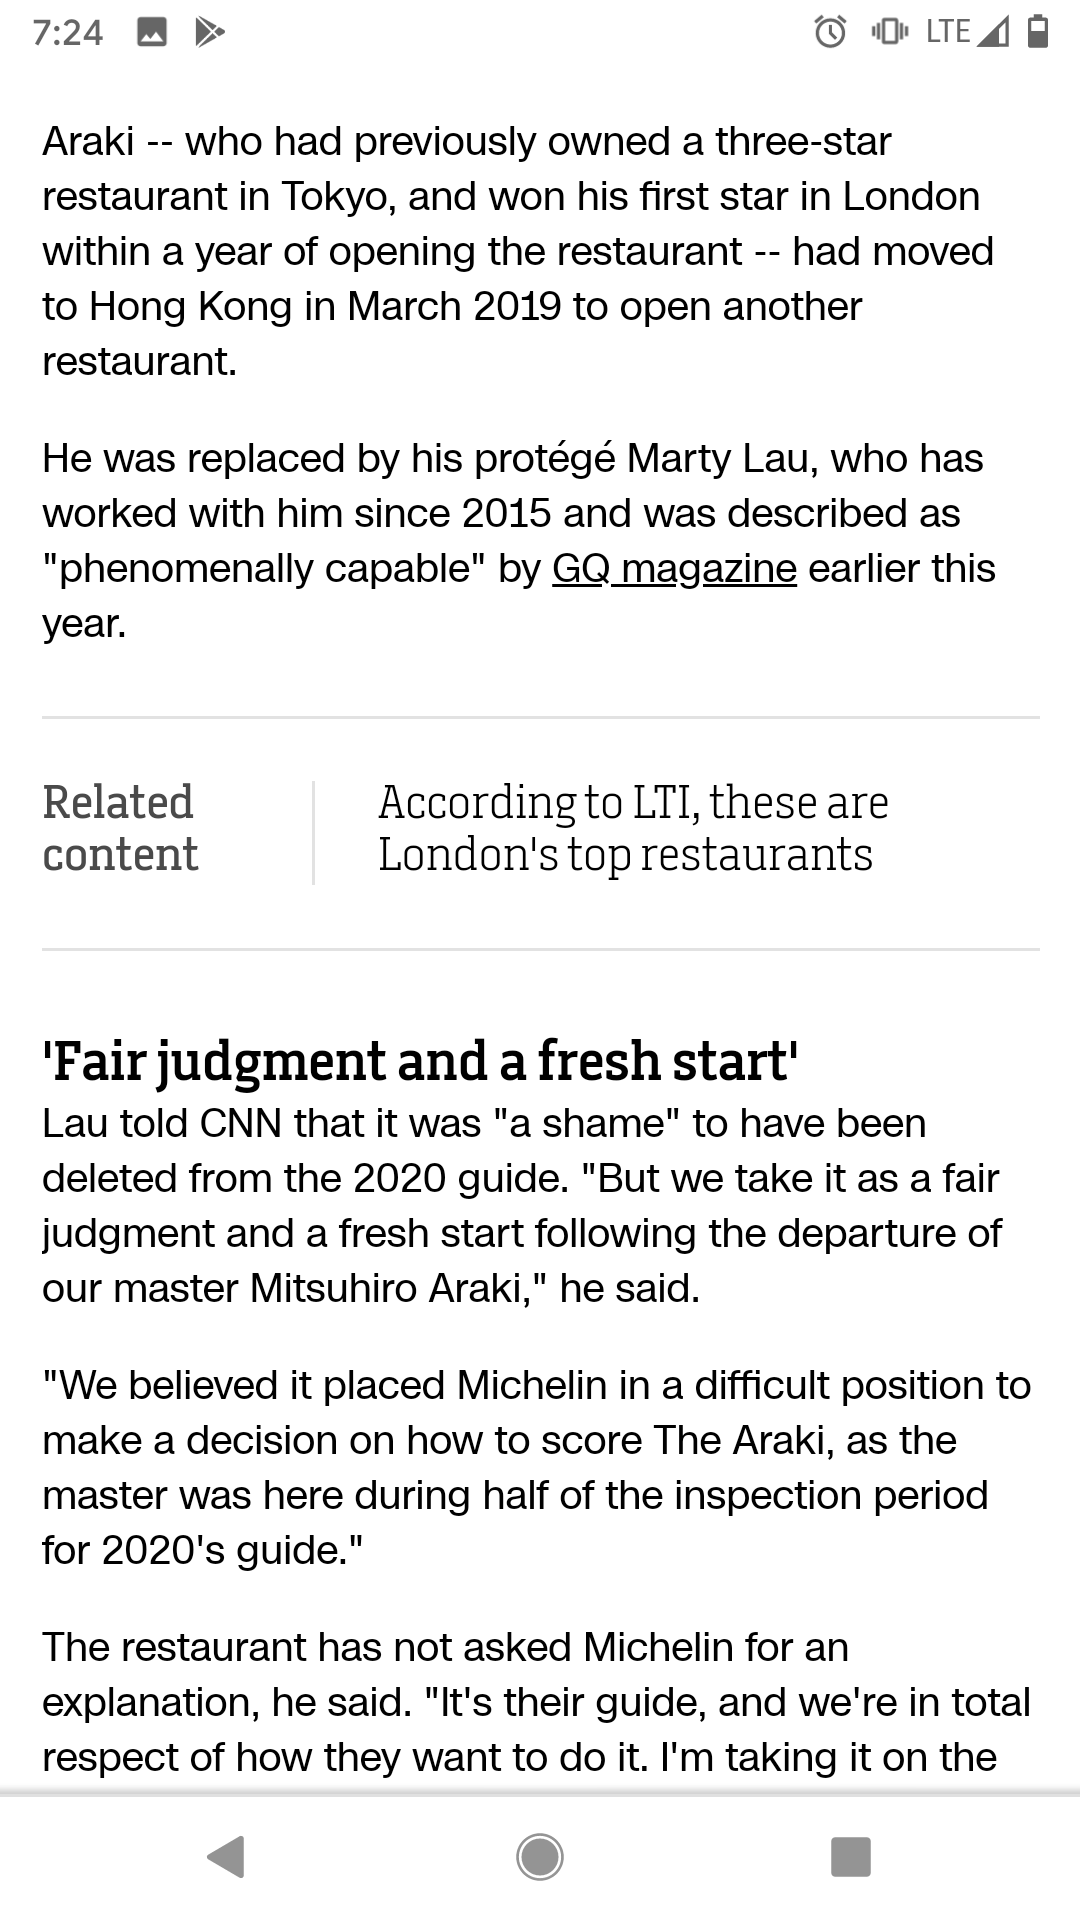 7:24
LTE
Araki -- who had previously owned a three-star
restaurant in Tokyo, and won his first star in London
within a year of opening the restaurant -- had moved
to Hong Kong in March 2019 to open another
restaurant.
He was replaced by his protégé Marty Lau, who has
worked with him since 2015 and was described as
"phenomenally capable" by GQ magazine earlier this
year.
Related
content
According to LTI, these are
London's top restaurants
'Fair judgment and a fresh start'
Lau told CNN that it was "a shame" to have been
deleted from the 2020 guide. "But we take it as a fair
judgment and a fresh start following the departure of
our master Mitsuhiro Araki," he said.
"We believed it placed Michelin in a difficult position to
make a decision on how to score The Araki, as the
master was here during half of the inspection period
for 2020's guide."
The restaurant has not asked Michelin for an
explanation, he said. "It's their guide, and we're in total
respect of how they want to do it. I'm taking it on the